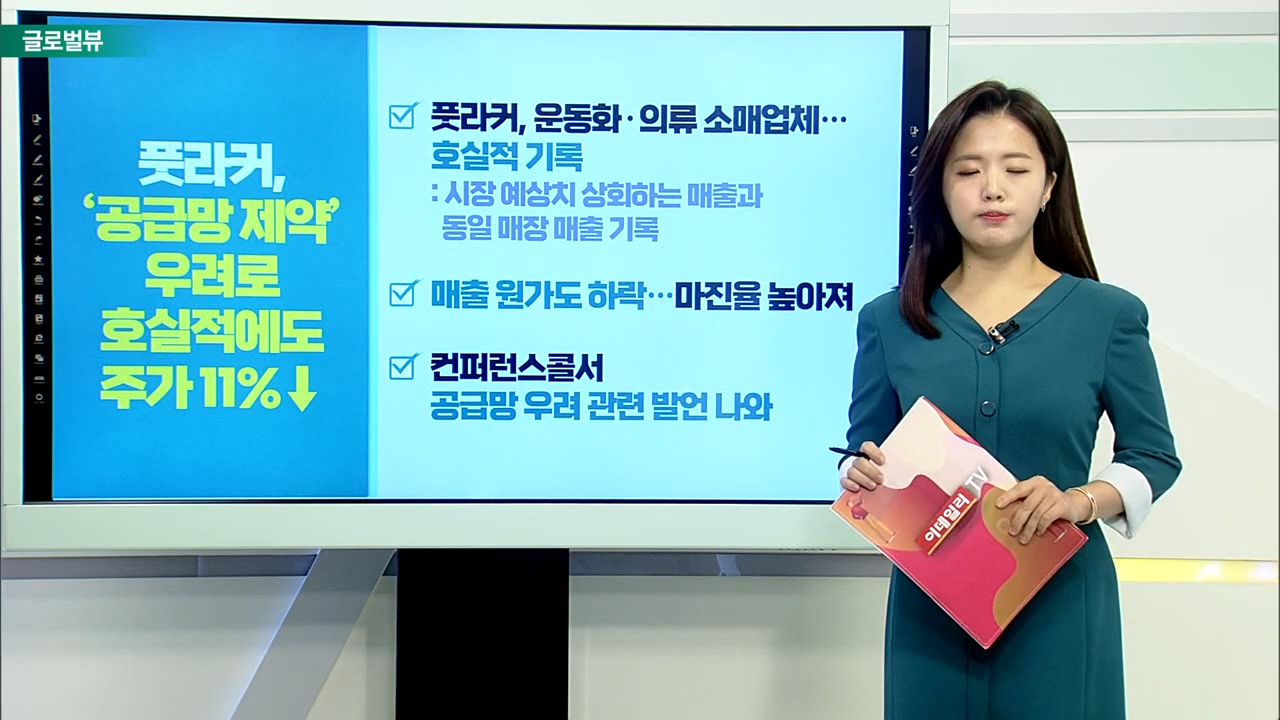 글로벌뷰
풋라커,
‘공급망 제약’
우려로
호실적에도
주가 11%↓
풋라커, 운동화·의류 소매업체…
호실적 기록
: 시장 예상치 상회하는 매출과
동일 매장 매출 기록
매출 원가도 하락…마진율 높아져
컨퍼런스콜서
공급망 우려 관련 발언 나와
이데일리 TV